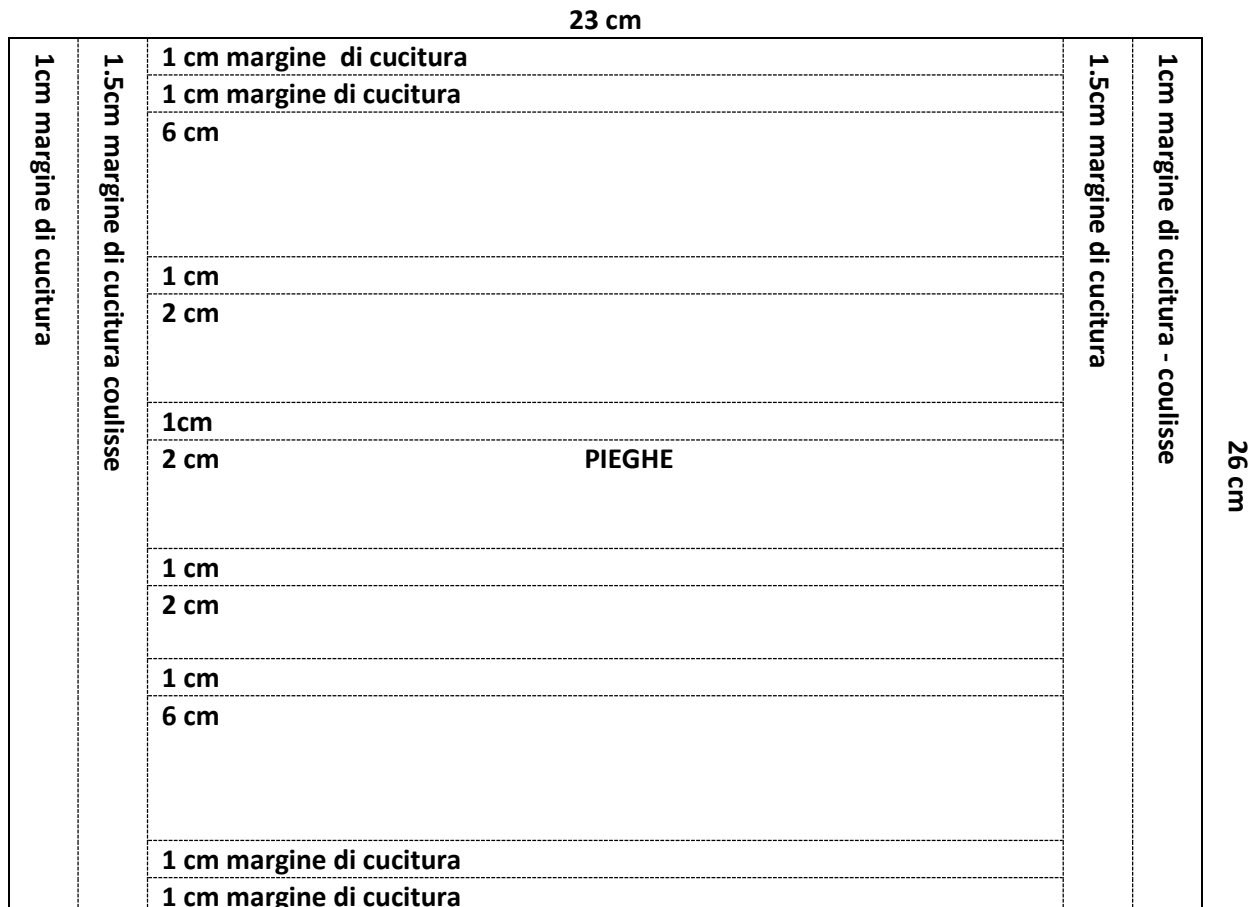 23 cm
1cm margine di cucitura
1.5cm margine di cucitura coulisse
1 cm margine  di cucitura
1 cm margine di cucitura
6 cm
1 cm
2 cm
1cm
2 cm
PIEGHE
1 cm
2 cm
1 cm
6 cm
1 cm margine di cucitura
1 cm margine di cucitura
1.5cm margine di cucitura
1cm margine di cucitura - coulisse
26 cm